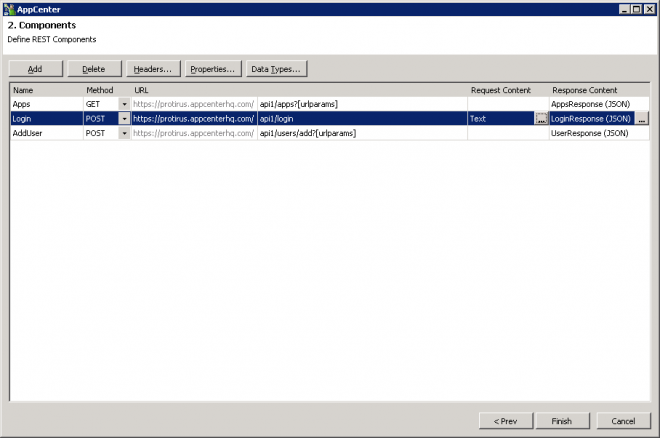 AppCenter
2. Components
Define REST Components
Add Delete Headers... Properties... Data Types...
Name Method URL Request Content Response Content
Apps GET https://protirus.appcenterhq.com/ api1/apps?[urlparams] AppsResponse (JSON)
Login POST https://protirus.appcenterhq.com/ api1/login Text ... LoginResponse (JSON) ...
AddUser POST https://protirus.appcenterhq.com/ api1/users/add?[urlparams] UserResponse (JSON)
< Prev Finish Cancel